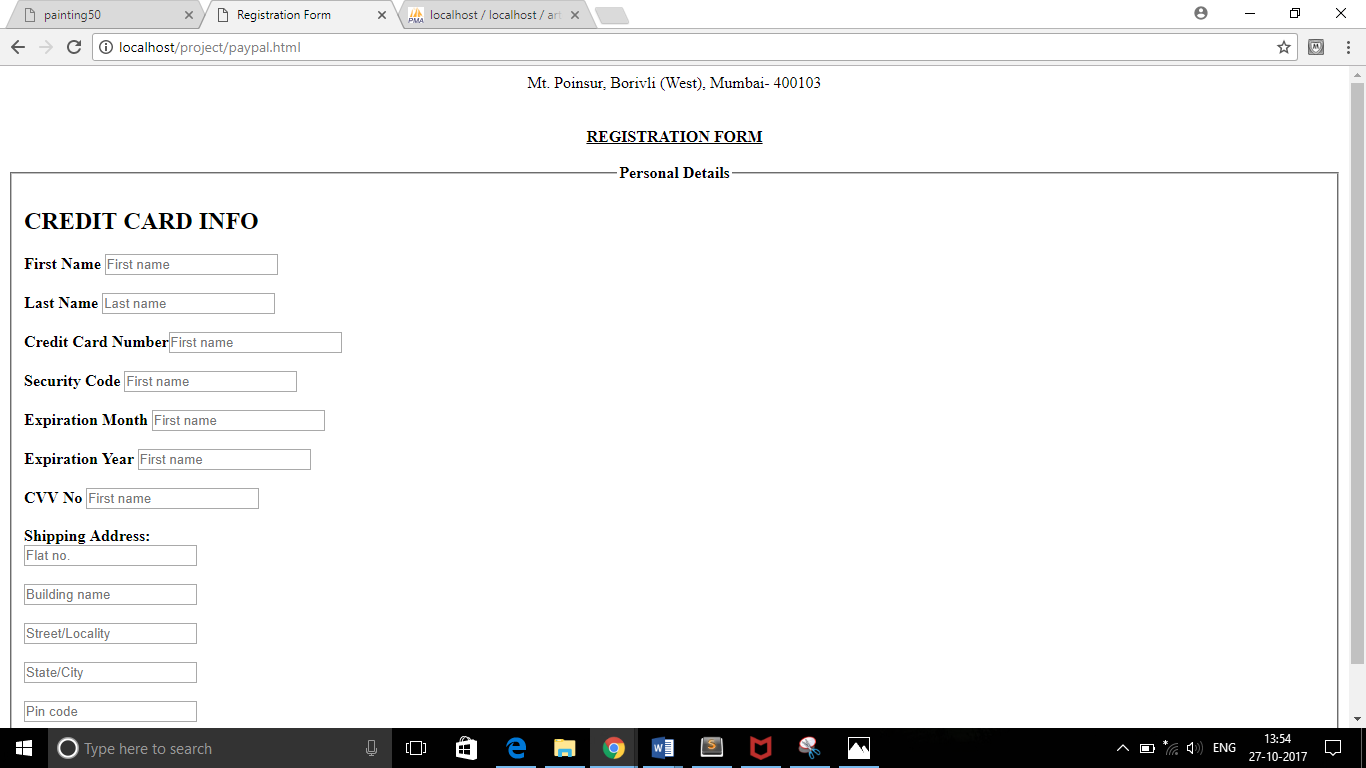 painting50
Registration Form
localhost / localhost / art
localhost/project/paypal.html
Mt. Poinsur, Borivli (West), Mumbai- 400103
REGISTRATION FORM
Personal Details
CREDIT CARD INFO
First Name First name
Last Name Last name
Credit Card Number First name
Security Code First name
Expiration Month First name
Expiration Year First name
CVV No First name
Shipping Address:
Flat no.
Building name
Street/Locality
State/City
Pin code
Type here to search
ENG
13:54
27-10-2017